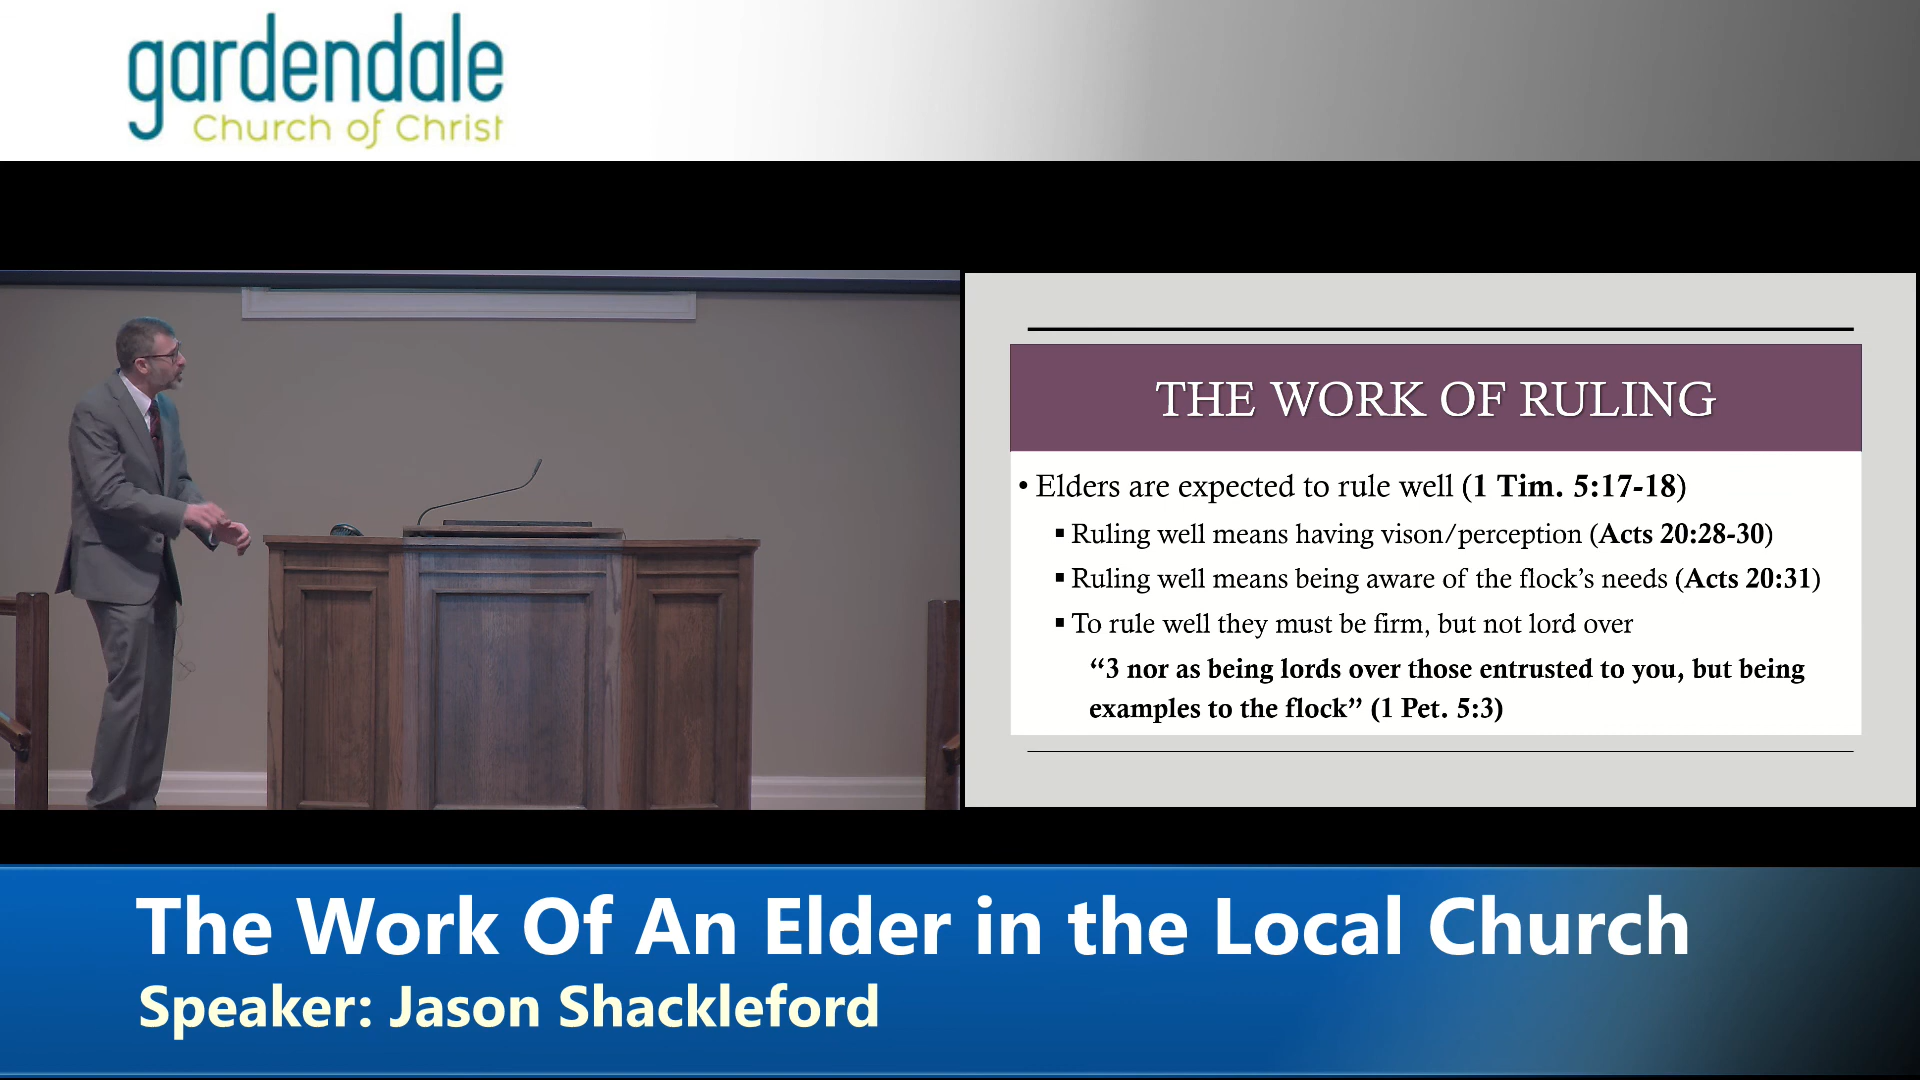 gardendale
Church of Christ
THE WORK OF RULING
• Elders are expected to rule well (1 Tim. 5:17-18)
▪ Ruling well means having vison/perception (Acts 20:28-30)
▪ Ruling well means being aware of the flock’s needs (Acts 20:31)
▪ To rule well they must be firm, but not lord over
“3 nor as being lords over those entrusted to you, but being
examples to the flock” (1 Pet. 5:3)
The Work Of An Elder in the Local Church
Speaker: Jason Shackleford